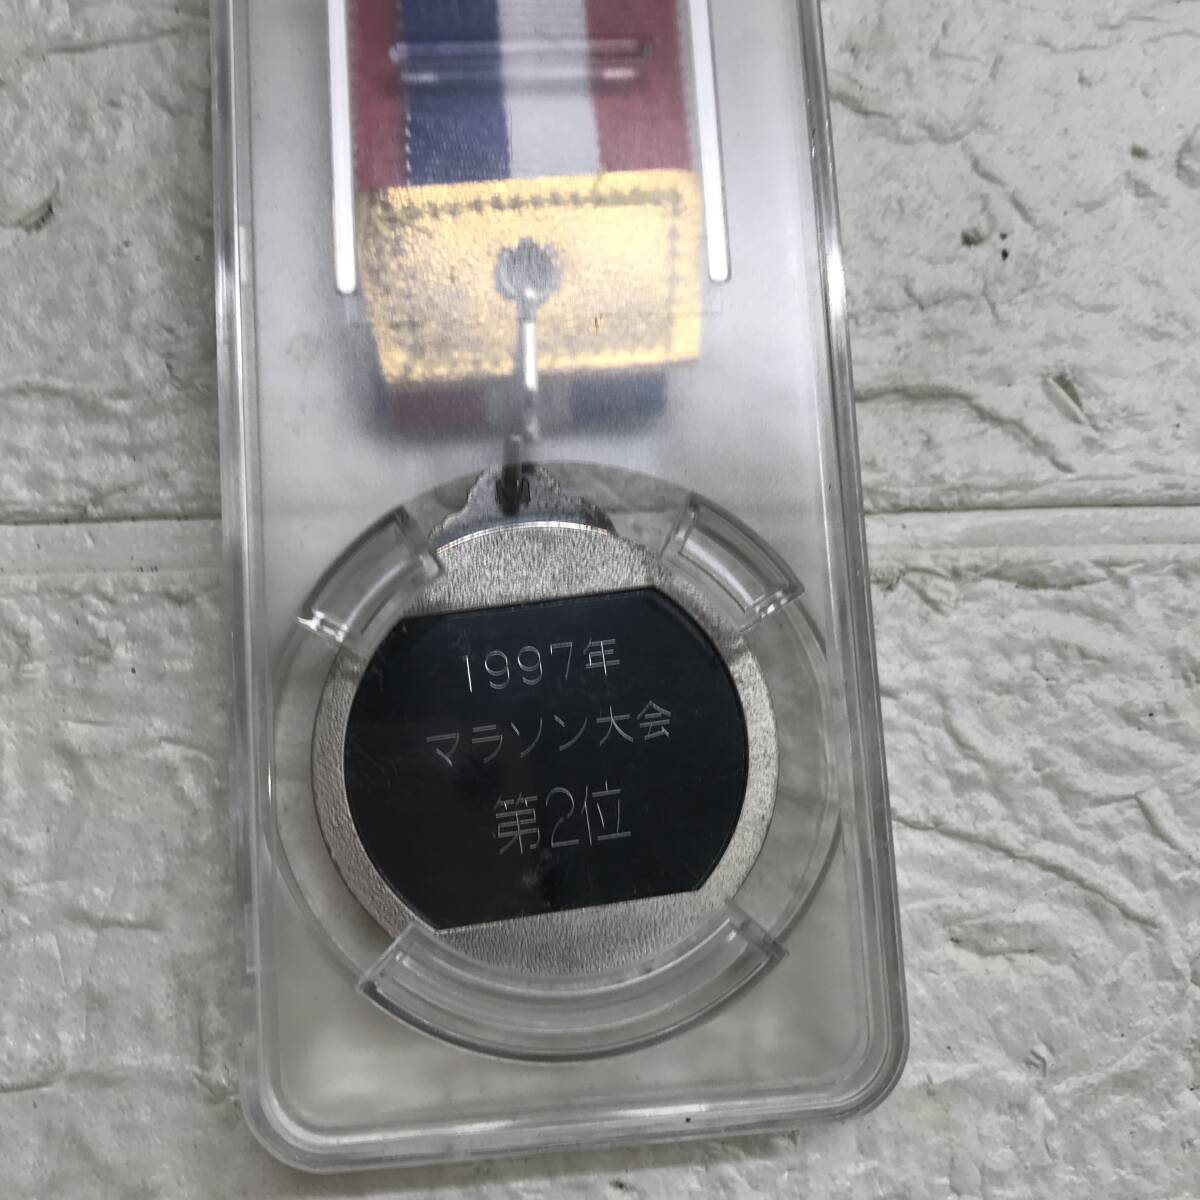 1997年
マラソン大会
第2位